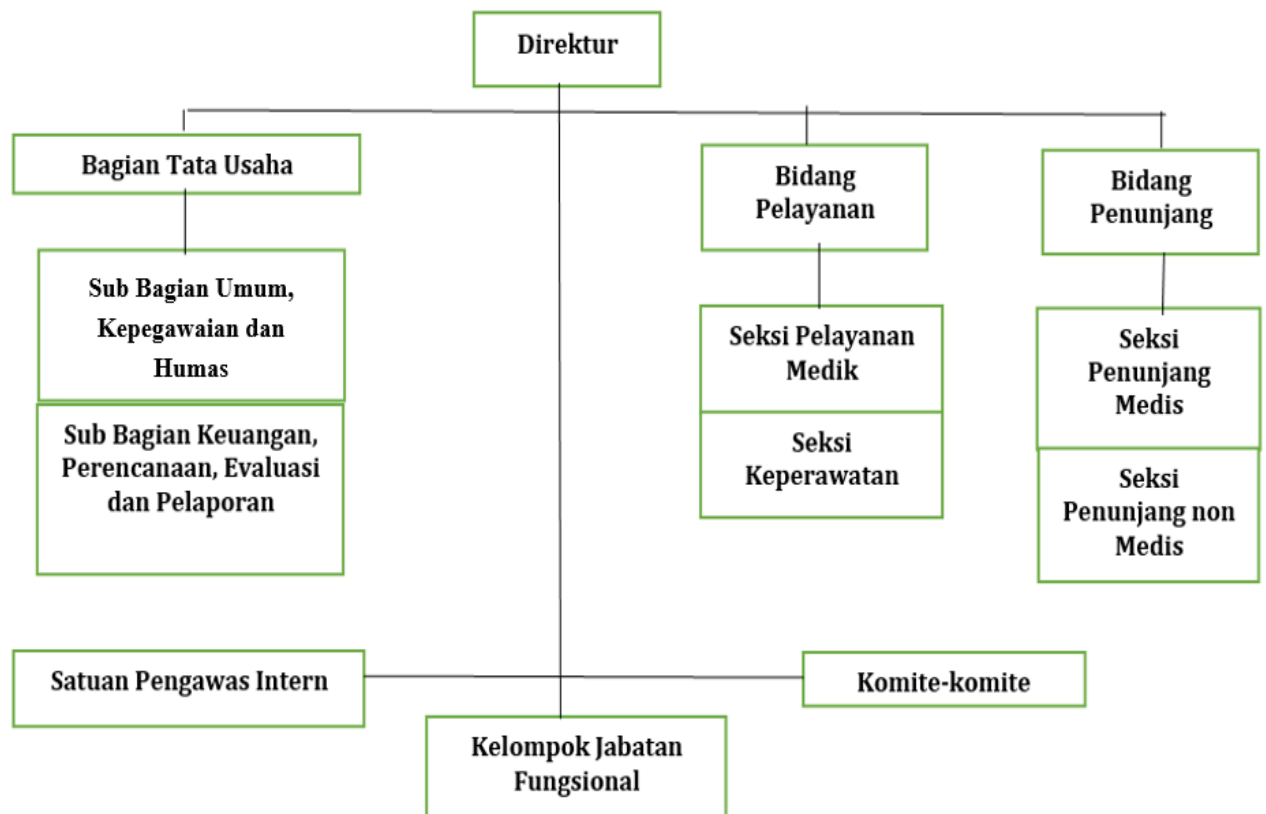 Direktur
Bagian Tata Usaha
Bidang
Pelayanan
Bidang
Penunjang
Sub Bagian Umum,
Kepegawaian dan
Humas
Sub Bagian Keuangan,
Perencanaan, Evaluasi
dan Pelaporan
Seksi Pelayanan
Medik
Seksi
Keperawatan
Seksi
Penunjang
Medis
Seksi
Penunjang non
Medis
Satuan Pengawas Intern
Komite-komite
Kelompok Jabatan
Fungsional